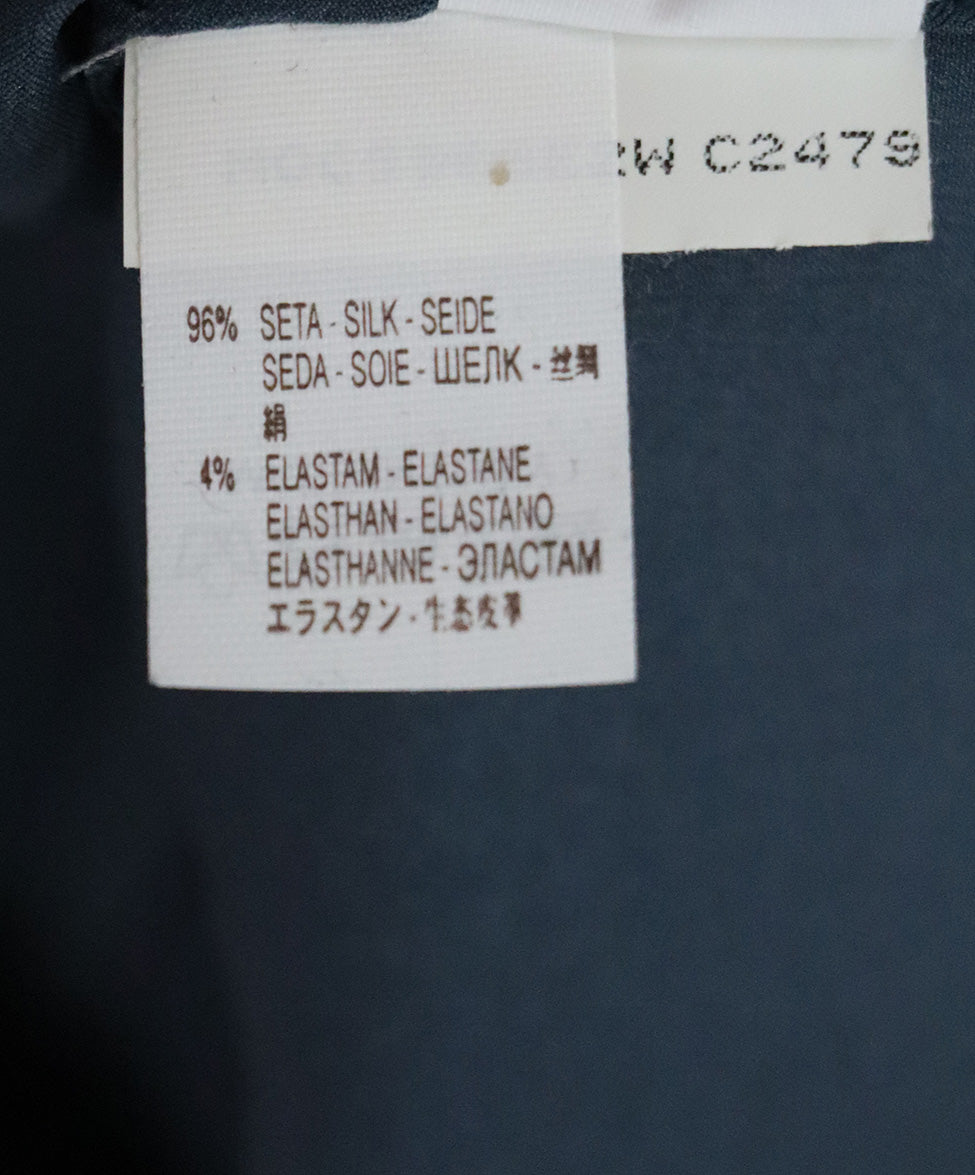 RW C2479
96% SETA - SILK - SEIDE
SEDA - SOIE - ШЕЛК - 丝绸
絹
4% ELASTAM - ELASTANE
ELASTHAN - ELASTANO
ELASTHANNE - ЭЛАСТАМ
エラスタン - 生态皮革